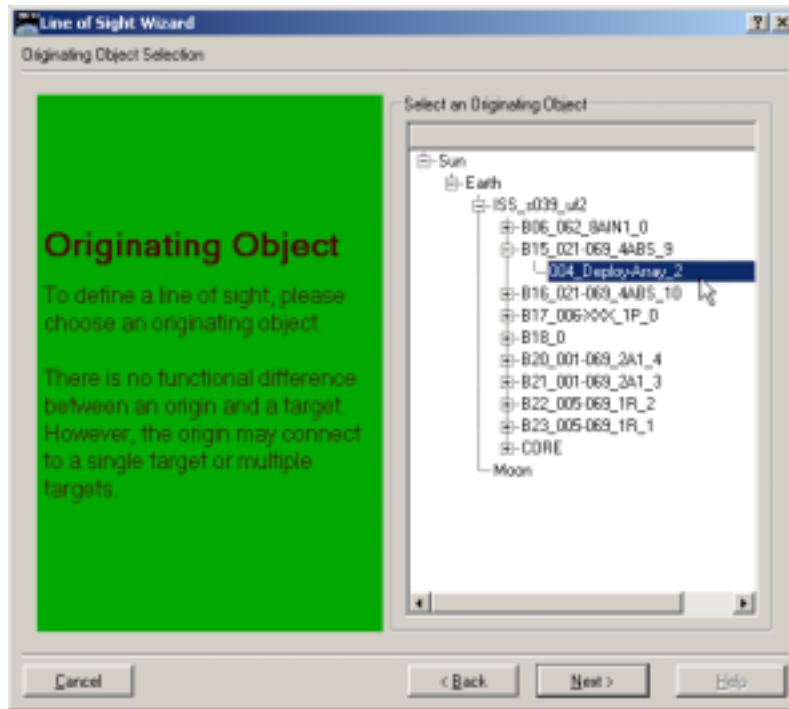 Line of Sight Wizard
Originating Object Selection
Originating Object
To define a line of sight, please
choose an originating object.
There is no functional difference
between an origin and a target.
However, the origin may connect
to a single target or multiple
targets.
Select an Originating Object
Sun
Earth
B06_062_8AIN1_0
B15_021-069_4ABS_9
004_Deploy-Array_2
B16_021-069_4ABS_10
B17_006XXX_1P_0
B18_0
B20_001-069_2A1_4
B21_001-069_2A1_3
B22_005-069_1R_2
B23_005-069_1R_1
CORE
Moon
Cancel
< Back
Next >
Help